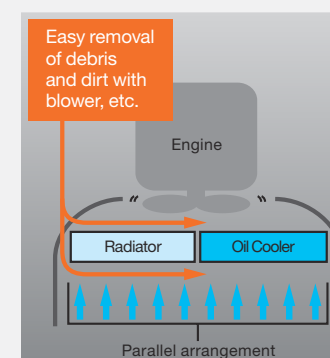 Easy removal
of debris
and dirt with
blower, etc.
Engine
Radiator
Oil Cooler
Parallel arrangement